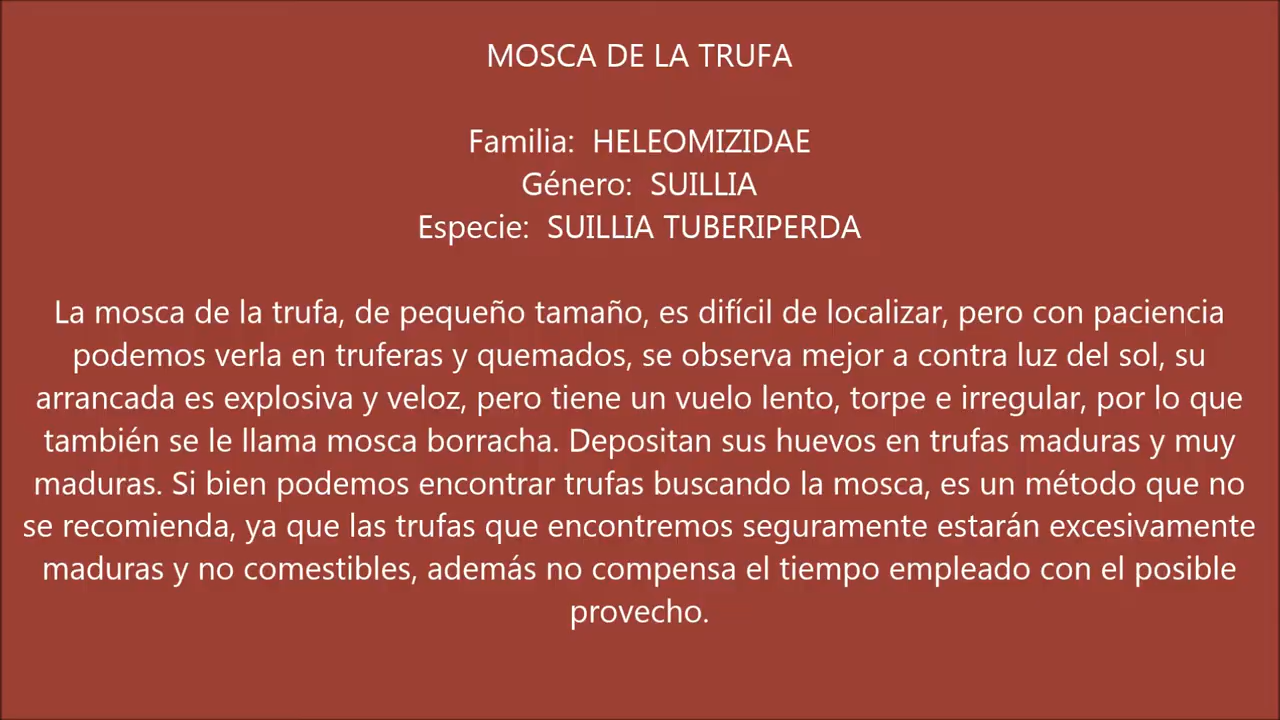 MOSCA DE LA TRUFA
Familia: HELEOMIZIDAE
Género: SUILLIA
Especie: SUILLIA TUBERIPERDA
La mosca de la trufa, de pequeño tamaño, es difícil de localizar, pero con paciencia
podemos verla en truferas y quemados, se observa mejor a contra luz del sol, su
arrancada es explosiva y veloz, pero tiene un vuelo lento, torpe e irregular, por lo que
también se le llama mosca borracha. Depositan sus huevos en trufas maduras y muy
maduras. Si bien podemos encontrar trufas buscando la mosca, es un método que no
se recomienda, ya que las trufas que encontremos seguramente estarán excesivamente
maduras y no comestibles, además no compensa el tiempo empleado con el posible
provecho.